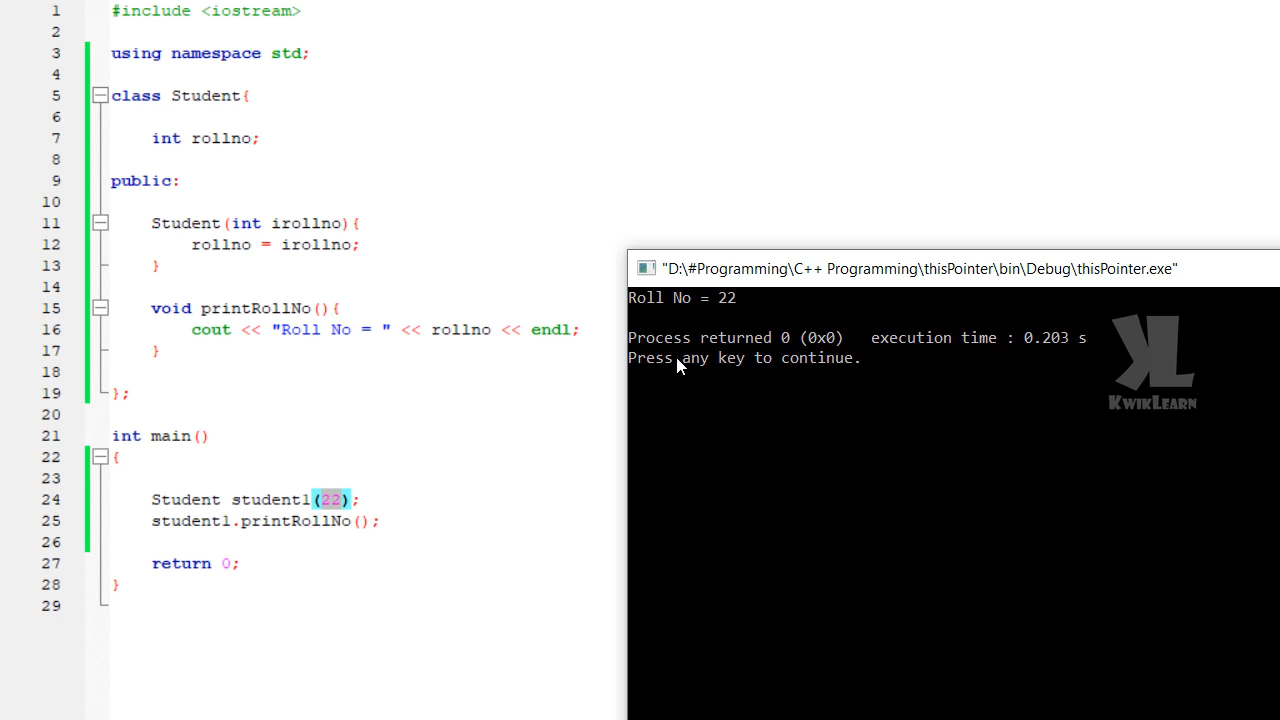 1 #include <iostream>
2
3 using namespace std;
4
5 class Student{
6
7 int rollno;
8
9 public:
10
11 Student(int irollno){
12 rollno = irollno;
13 }
14
15 void printRollNo(){
16 cout << "Roll No = " << rollno << endl;
17 }
18
19 };
20
21 int main()
22 {
23
24 Student student1(22);
25 student1.printRollNo();
26
27 return 0;
28 }
29
"D:\#Programming\C++ Programming\thisPointer\bin\Debug\thisPointer.exe"
Roll No = 22
Process returned 0 (0x0) execution time : 0.203 s
Press any key to continue.
KL
KWIKLEARN